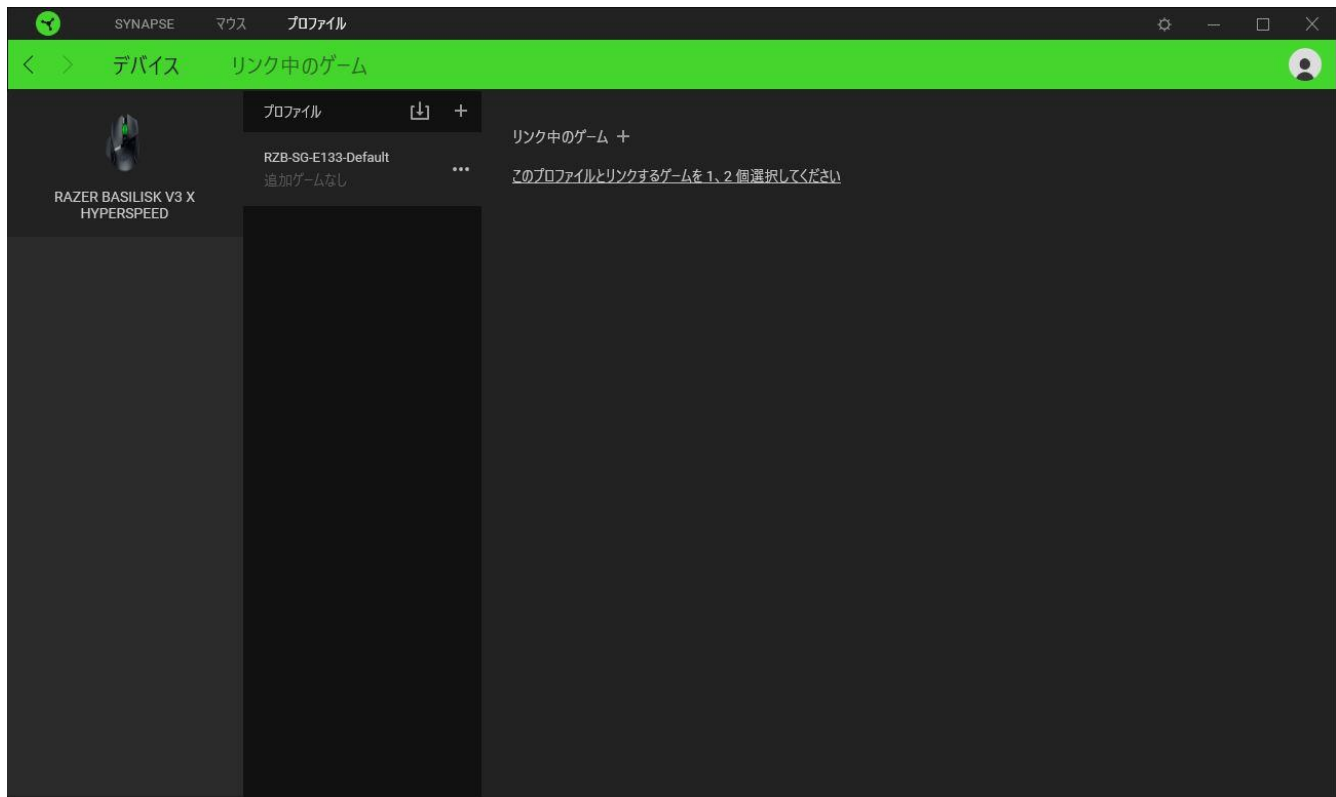 SYNAPSE マウス プロファイル
デバイス リンク中のゲーム
RAZER BASILISK V3 X
HYPERSPEED
プロファイル
RZB-SG-E133-Default
追加ゲームなし
リンク中のゲーム
このプロファイルとリンクするゲームを 1、2 個選択してください